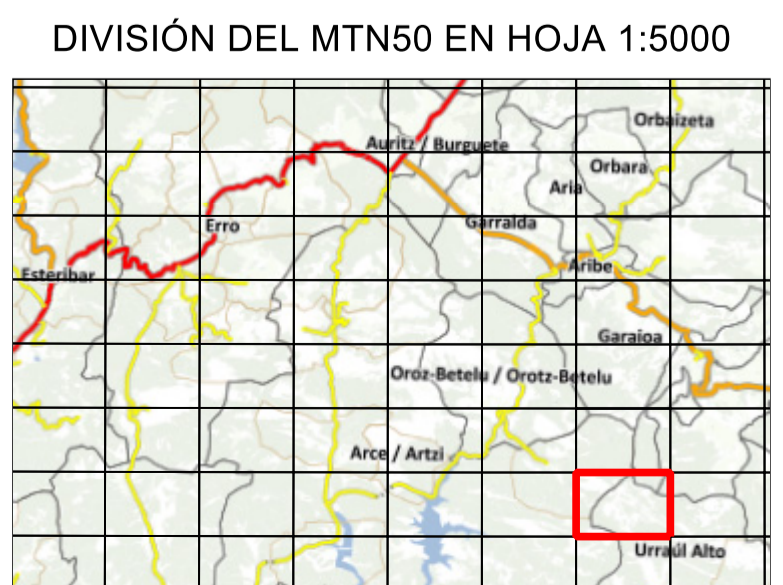 DIVISIÓN DEL MTN50 EN HOJA 1:5000
Orbaizeta
Auritz / Burguete
Orbara
Aria
Erro
Garralda
Esteribar
Aribe
Garaioa
Oroz-Betelu / Orotz-Betelu
Arce / Artzi
Urraúl Alto